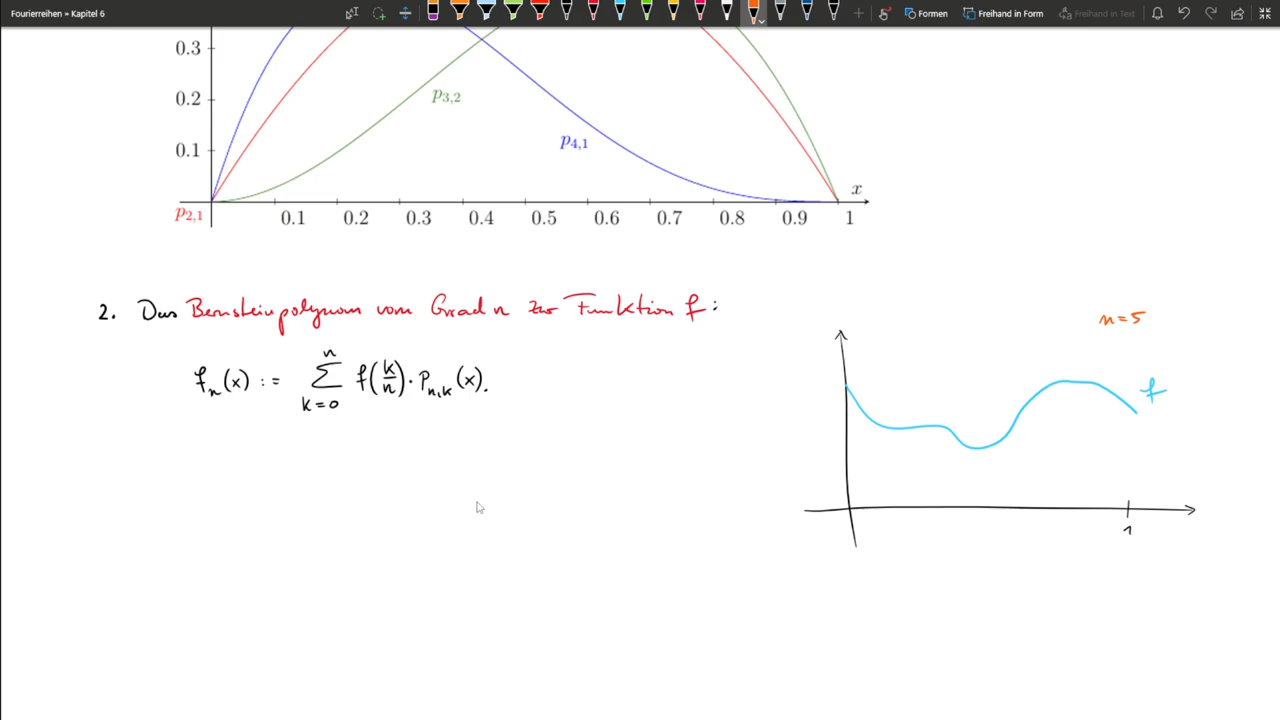 Fourierreihen » Kapitel 6
Formen
Freihand in Form
Freihand in Text
0.3
0.2
0.1
p3,2
p4,1
x
p2,1
0.1 0.2 0.3 0.4 0.5 0.6 0.7 0.8 0.9 1
2. Das Bernsteinpolynom vom Grad n zur Funktion f:
n=5
fn(x) := ∑_{k=0}^{n} f(k/n) · pn,k(x).
f
1